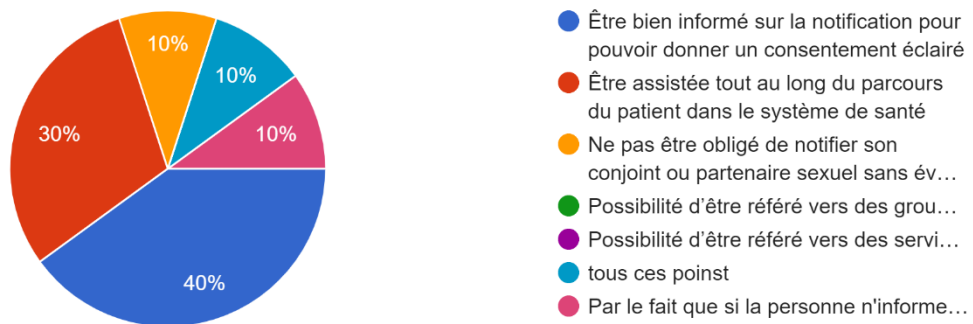 10%
10%
30%
10%
40%
Être bien informé sur la notification pour
pouvoir donner un consentement éclairé
Être assistée tout au long du parcours
du patient dans le système de santé
Ne pas être obligé de notifier son
conjoint ou partenaire sexuel sans év…
Possibilité d’être référé vers des grou…
Possibilité d’être référé vers des servi…
tous ces poinst
Par le fait que si la personne n'informe…